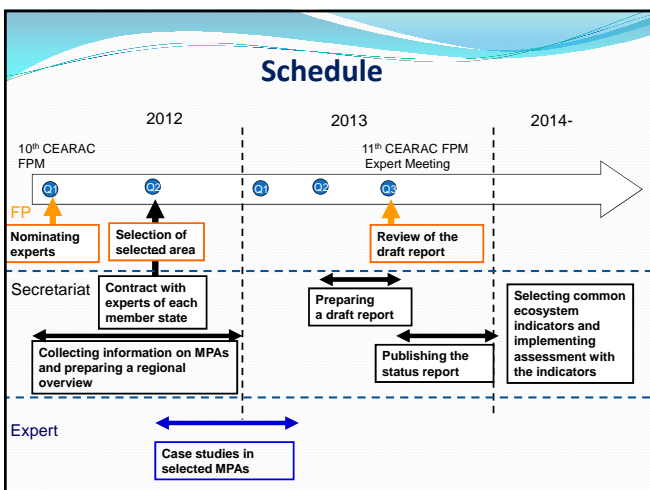 Schedule
2012
2013
2014-
10th CEARAC
FPM
11th CEARAC FPM
Expert Meeting
Q1
Q2
Q1
Q2
Q3
FP
Nominating
experts
Selection of
selected area
Review of the
draft report
Secretariat
Contract with
experts of each
member state
Preparing
a draft report
Selecting common
ecosystem
indicators and
implementing
assessment with
the indicators
Collecting information on MPAs
and preparing a regional
overview
Publishing the
status report
Expert
Case studies in
selected MPAs